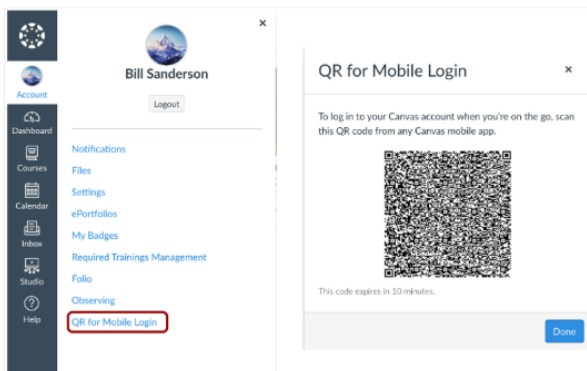 Account
Dashboard
Courses
Calendar
Inbox
Studio
Help
×
Bill Sanderson
Logout
Notifications
Files
Settings
ePortfolios
My Badges
Required Trainings Management
Folio
Observing
QR for Mobile Login
QR for Mobile Login ×
To log in to your Canvas account when you're on the go, scan
this QR code from any Canvas mobile app.
This code expires in 10 minutes.
Done